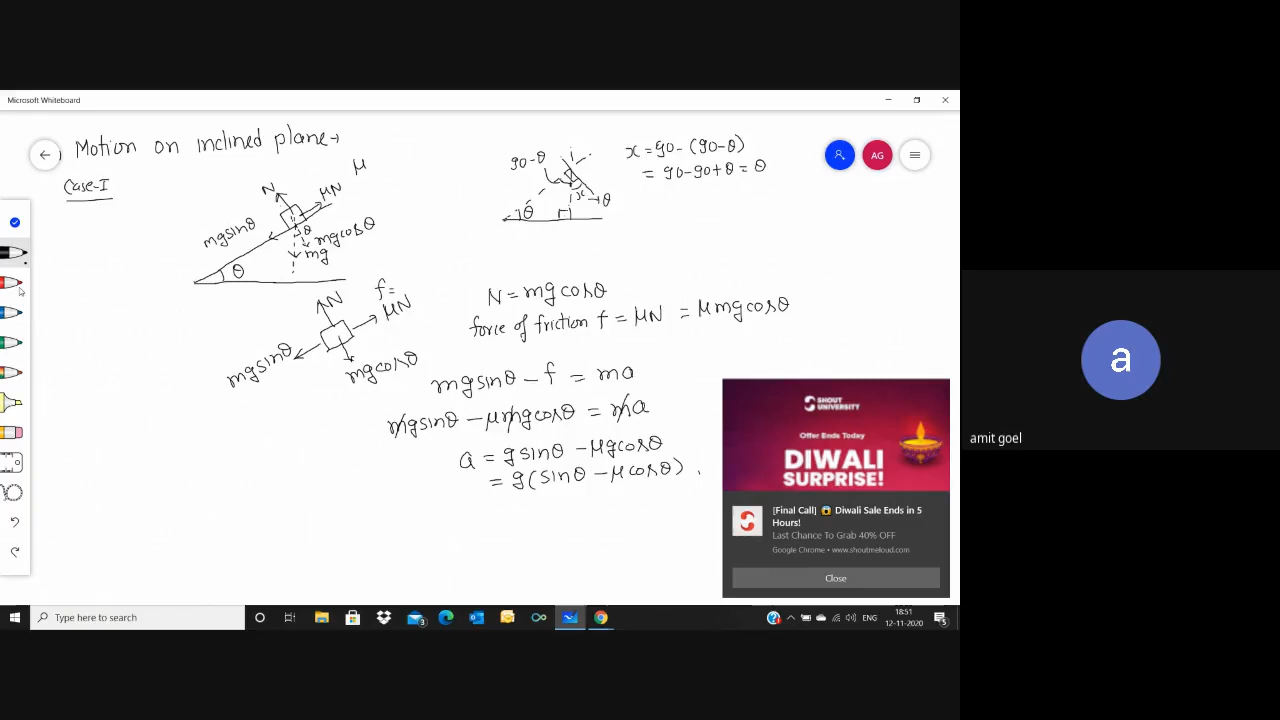 Microsoft Whiteboard
Motion on inclined plane→
Case-I
μ
N
μN
mgsinθ
θ
mgcosθ
mg
θ
90-θ
x
θ
θ
x = 90 - (90-θ)
= 90-90+θ = θ
N
f =
μN
mgsinθ
mgcosθ
N = mgcosθ
force of friction f = μN = μmgcosθ
mgsinθ - f = ma
mgsinθ - μmgcosθ = ma
a = gsinθ - μgcosθ
= g(sinθ - μcosθ)
AG
SHOUT
UNIVERSITY
Offer Ends Today
DIWALI
SURPRISE!
[Final Call] 😱 Diwali Sale Ends in 5
Hours!
Last Chance To Grab 40% OFF
Google Chrome • www.shoutmeloud.com
Close
a
amit goel
Type here to search
3
ENG
18:51
12-11-2020
5